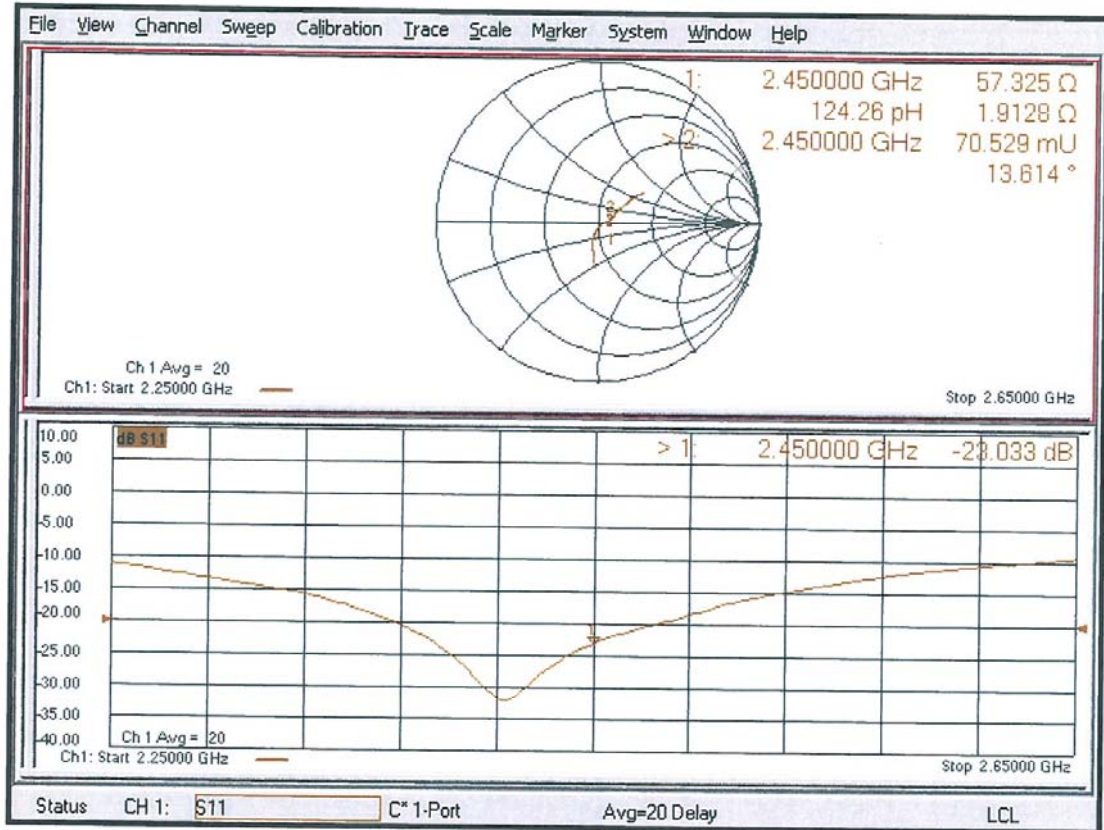 File View Channel Sweep Calibration Trace Scale Marker System Window Help
1: 2.450000 GHz 57.325 Ω
124.26 pH 1.9128 Ω
> 2: 2.450000 GHz 70.529 mU
13.614 °
Ch 1 Avg = 20
Ch1: Start 2.25000 GHz
Stop 2.65000 GHz
10.00 dB S11
> 1: 2.450000 GHz -23.033 dB
5.00
0.00
-5.00
-10.00
-15.00
-20.00
1
-25.00
-30.00
-35.00
-40.00
Ch 1 Avg = 20
Ch1: Start 2.25000 GHz
Stop 2.65000 GHz
Status CH 1: S11 C* 1-Port Avg=20 Delay LCL